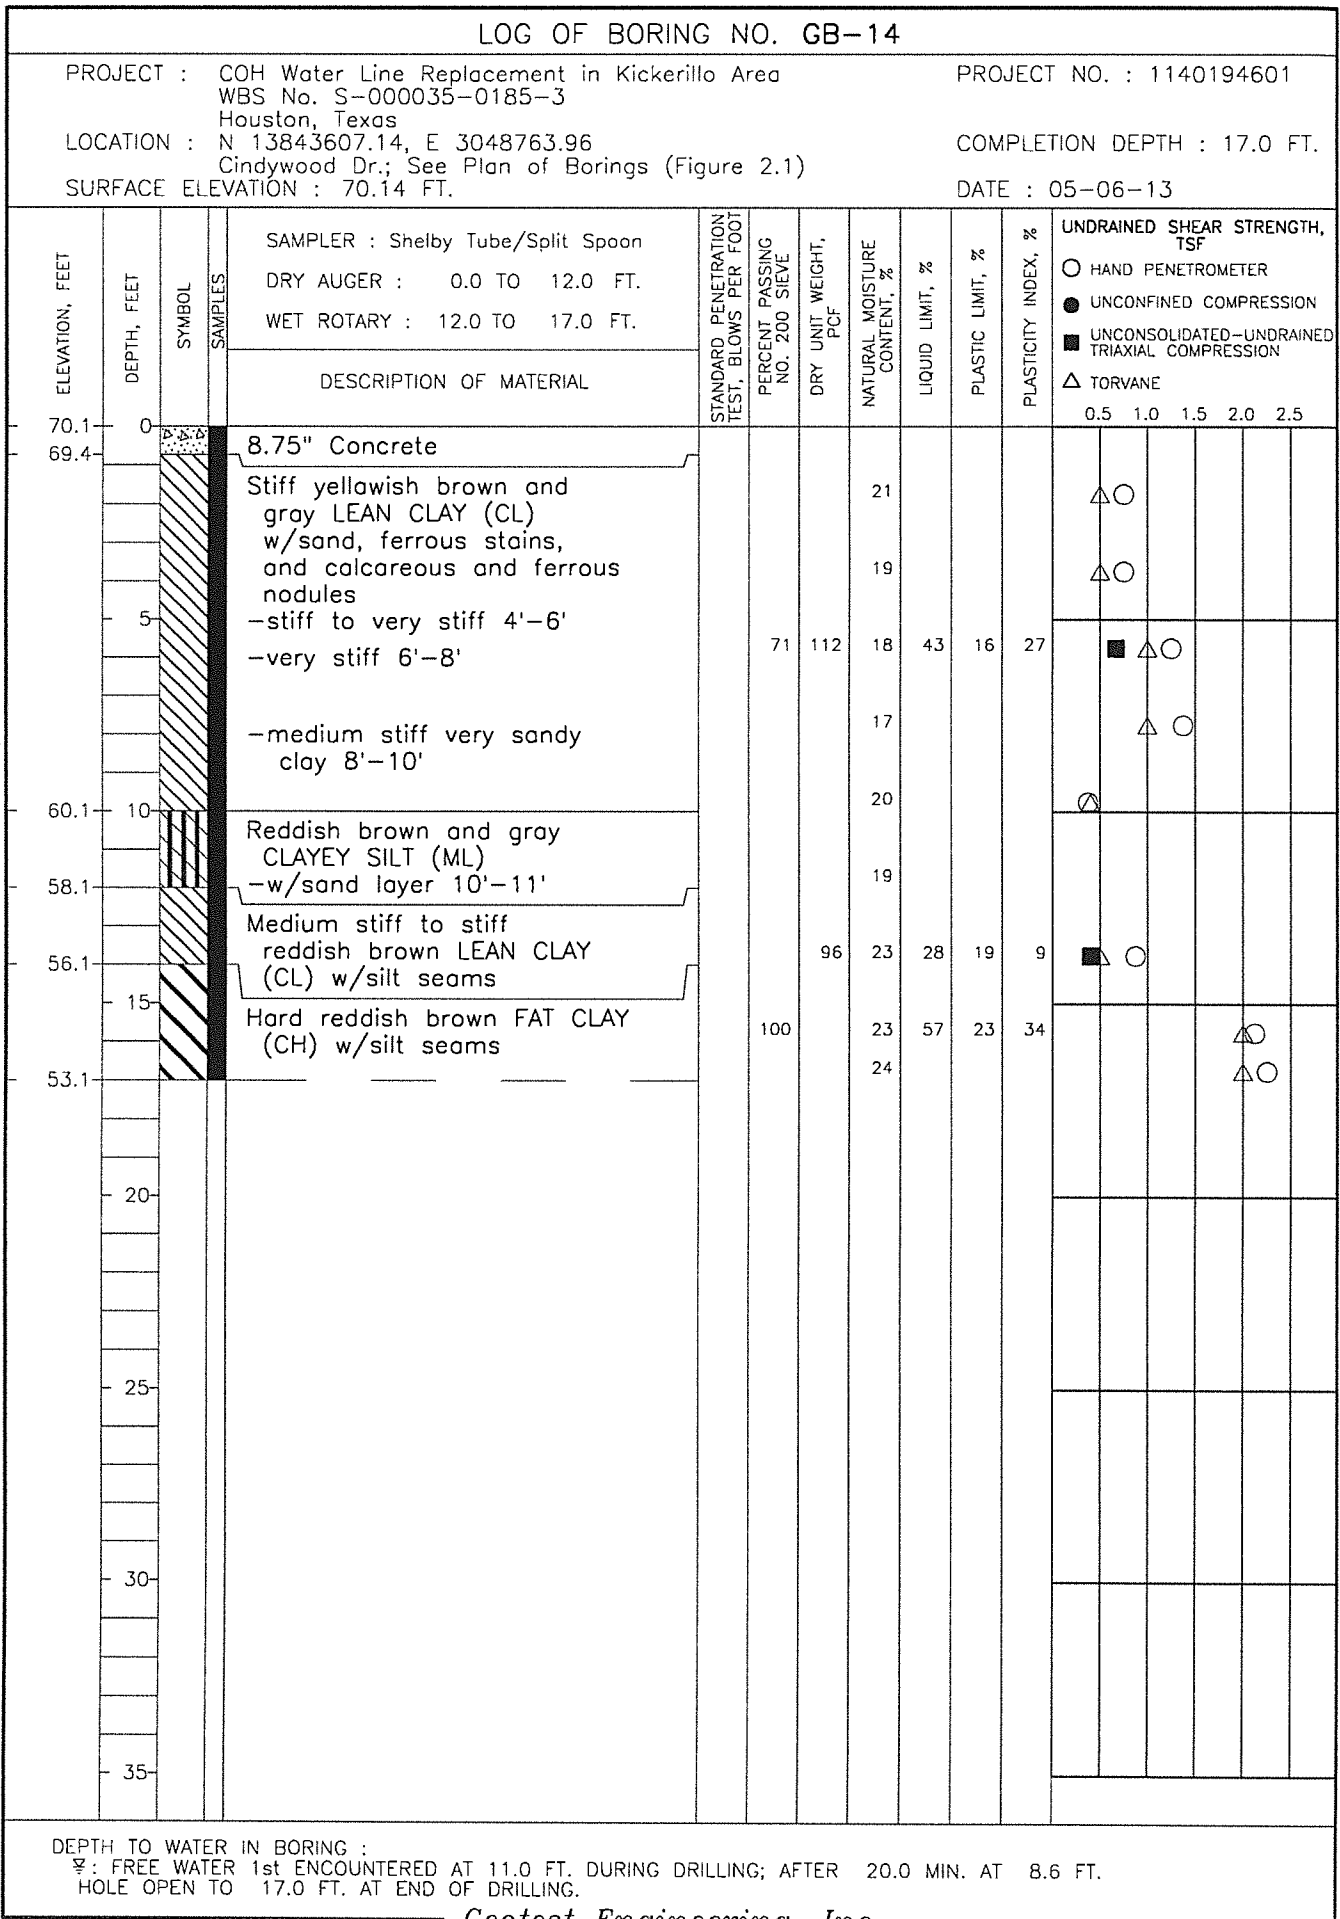 LOG OF BORING NO. GB-14
PROJECT : COH Water Line Replacement in Kickerillo Area
WBS No. S-000035-0185-3
Houston, Texas
PROJECT NO. : 1140194601
LOCATION : N 13843607.14, E 3048763.96
Cindywood Dr.; See Plan of Borings (Figure 2.1)
COMPLETION DEPTH : 17.0 FT.
SURFACE ELEVATION : 70.14 FT.
DATE : 05-06-13
ELEVATION, FEET
DEPTH, FEET
SYMBOL
SAMPLES
SAMPLER : Shelby Tube/Split Spoon
DRY AUGER : 0.0 TO 12.0 FT.
WET ROTARY : 12.0 TO 17.0 FT.
DESCRIPTION OF MATERIAL
STANDARD PENETRATION
TEST, BLOWS PER FOOT
PERCENT PASSING
NO. 200 SIEVE
DRY UNIT WEIGHT,
PCF
NATURAL MOISTURE
CONTENT, %
LIQUID LIMIT, %
PLASTIC LIMIT, %
PLASTICITY INDEX, %
UNDRAINED SHEAR STRENGTH,
TSF
HAND PENETROMETER
UNCONFINED COMPRESSION
UNCONSOLIDATED-UNDRAINED
TRIAXIAL COMPRESSION
TORVANE
0.5 1.0 1.5 2.0 2.5
70.1 0
69.4 8.75" Concrete
Stiff yellowish brown and 21
gray LEAN CLAY (CL)
w/sand, ferrous stains,
and calcareous and ferrous 19
nodules
5 -stiff to very stiff 4'-6'
-very stiff 6'-8' 71 112 18 43 16 27
17
-medium stiff very sandy
clay 8'-10'
20
60.1 10
Reddish brown and gray
CLAYEY SILT (ML)
58.1 -w/sand layer 10'-11' 19
Medium stiff to stiff
reddish brown LEAN CLAY 96 23 28 19 9
56.1 (CL) w/silt seams
15
Hard reddish brown FAT CLAY 100 23 57 23 34
(CH) w/silt seams
24
53.1
20
25
30
35
DEPTH TO WATER IN BORING :
: FREE WATER 1st ENCOUNTERED AT 11.0 FT. DURING DRILLING; AFTER 20.0 MIN. AT 8.6 FT.
HOLE OPEN TO 17.0 FT. AT END OF DRILLING.
Geotest Engineering, Inc.